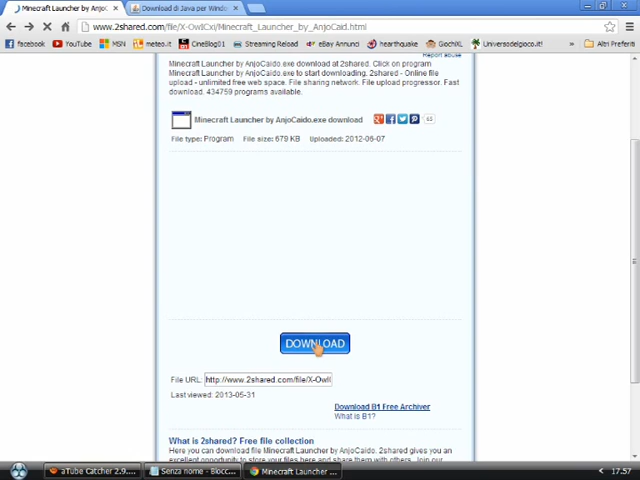 Minecraft Launcher by AnjoC
Download di Java per Wind
www.2shared.com/file/X-OwICxi/Minecraft_Launcher_by_AnjoCaid.html
facebook
YouTube
MSN
meteo.it
CineBlog01
Streaming Reload
eBay Annunci
hearthquake
GiochiXL
Universodelgioco.it!
»
Altri Preferiti
Report abuse
Minecraft Launcher by AnjoCaido.exe download at 2shared. Click on program
Minecraft Launcher by AnjoCaido.exe to start downloading. 2shared - Online file
upload - unlimited free web space. File sharing network. File upload progressor. Fast
download. 434759 programs available.
Minecraft Launcher by AnjoCaido.exe download
File type: Program File size: 679 KB Uploaded: 2012-06-07
DOWNLOAD
File URL: http://www.2shared.com/file/X-OwI
Last viewed: 2013-05-31
Download B1 Free Archiver
What is B1?
What is 2shared? Free file collection
Here you can download file Minecraft Launcher by AnjoCaido. 2shared gives you an
excellent opportunity to store your files here and share them with others. Join our
aTube Catcher 2.9....
Senza nome - Blocc...
Minecraft Launcher ...
17.57